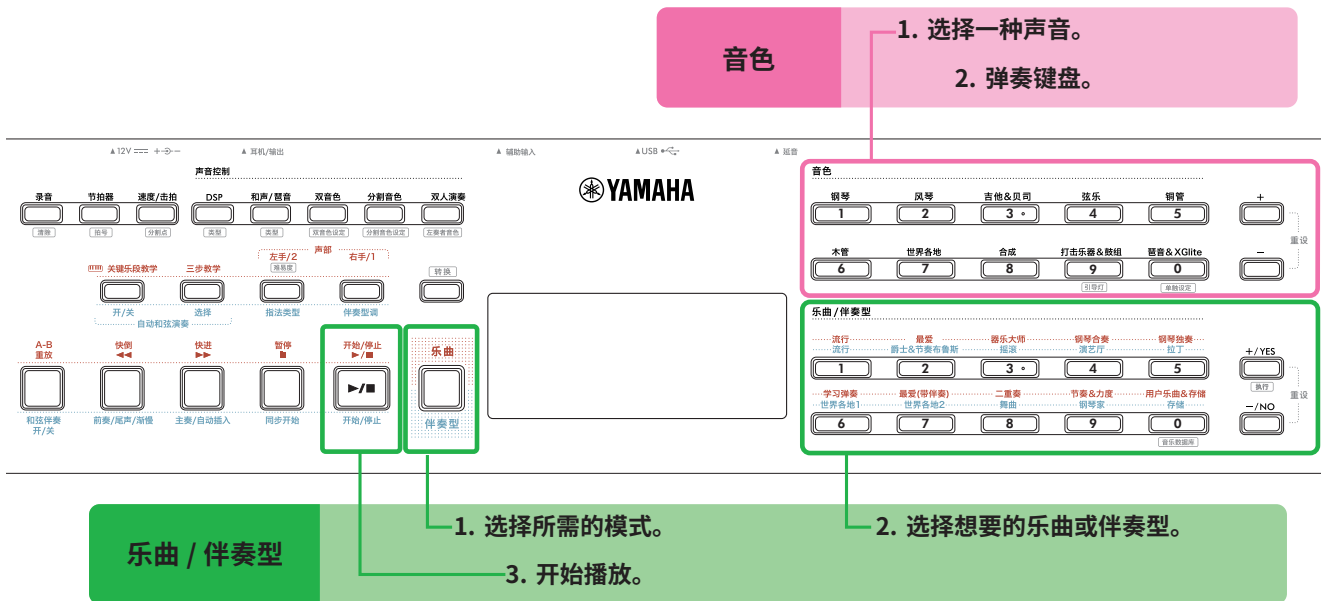 音色
1. 选择一种声音。
2. 弹奏键盘。
▲12V
▲ 耳机/输出
▲ 辅助输入
▲USB
▲ 延音
声音控制
录音 节拍器 速度/击拍 DSP 和声/琶音 双音色 分割音色 双人演奏
清除 拍号 分割点 类型 类型 双音色设定 分割音色设定 左奏者音色
YAMAHA
声部
左手/2 右手/1
难易度
关键乐段教学 三步教学
转换
开/关 选择 指法类型 伴奏型调
自动和弦演奏
A-B 快倒 快进 暂停 开始/停止
重放 ◀◀ ▶▶ ▶/■
▶/■
乐曲
伴奏型
和弦伴奏 前奏/尾声/渐慢 主奏/自动插入 同步开始 开始/停止
开/关
音色
钢琴 风琴 吉他&贝司 弦乐 铜管 +
1 2 3 4 5
重设
木管 世界各地 合成 打击乐器&鼓组 琶音&XGlite −
6 7 8 9 0
引导灯 单触设定
乐曲/伴奏型
流行 最爱 器乐大师 钢琴合奏 钢琴独奏
流行 爵士&节奏布鲁斯 摇滚 演艺厅 拉丁 +/YES
1 2 3 4 5
执行
重设
学习弹奏 最爱(带伴奏) 二重奏 节奏&力度 用户乐曲&存储
世界各地1 世界各地2 舞曲 钢琴家 存储 −/NO
6 7 8 9 0
音乐数据库
乐曲 / 伴奏型
1. 选择所需的模式。
2. 选择想要的乐曲或伴奏型。
3. 开始播放。